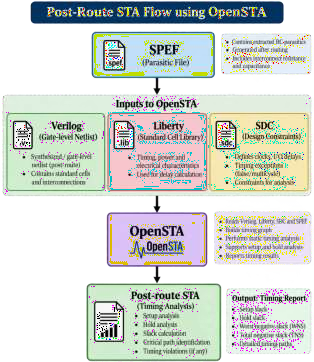 Post-Route STA Flow using OpenSTA
SPEF
(Parasitic File)
Contains extracted RC parasitics
Generated after routing
Includes interconnect resistance
and capacitance
Inputs to OpenSTA
Verilog
(Gate-level Netlist)
Synthesized / gate-level
netlist (post-route)
Contains standard cells
and interconnections
Liberty
(Standard Cell Library)
Timing, power and
electrical characteristics
Used for delay calculation
SDC
(Design Constraints)
Defines clocks, I/O delays
Timing exceptions
(false/multicycle)
Constraints for analysis
OpenSTA
OpenSTA
Reads Verilog, Liberty, SDC and SPEF
Builds timing graph
Performs static timing analysis
Supports setup and hold analysis
Reports timing results
Post-route STA
(Timing Analysis)
Setup analysis
Hold analysis
Slack calculation
Critical path identification
Timing violations (if any)
Output: Timing Report
Setup slack
Hold slack
Worst negative slack (WNS)
Total negative slack (TNS)
Detailed timing paths